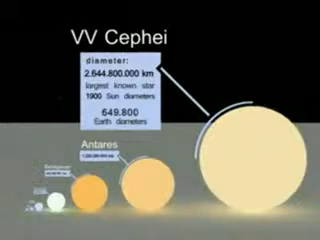 VV Cephei
diameter:
2.644.800.000 km
largest known star
1900 Sun diameters
649.800
Earth diameters
Antares